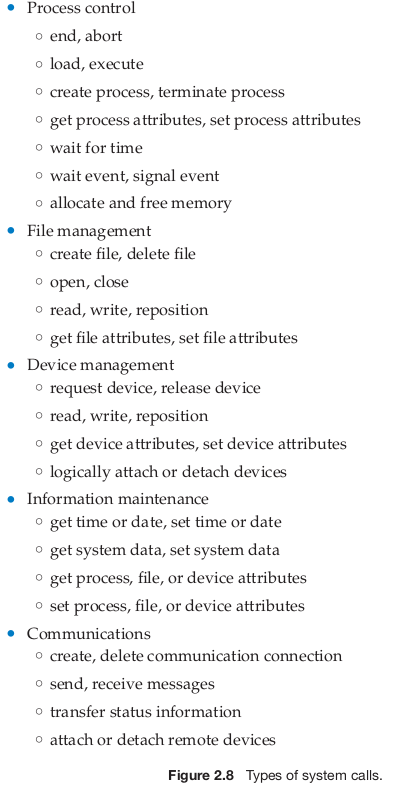 • Process control
○ end, abort
○ load, execute
○ create process, terminate process
○ get process attributes, set process attributes
○ wait for time
○ wait event, signal event
○ allocate and free memory
• File management
○ create file, delete file
○ open, close
○ read, write, reposition
○ get file attributes, set file attributes
• Device management
○ request device, release device
○ read, write, reposition
○ get device attributes, set device attributes
○ logically attach or detach devices
• Information maintenance
○ get time or date, set time or date
○ get system data, set system data
○ get process, file, or device attributes
○ set process, file, or device attributes
• Communications
○ create, delete communication connection
○ send, receive messages
○ transfer status information
○ attach or detach remote devices
Figure 2.8 Types of system calls.